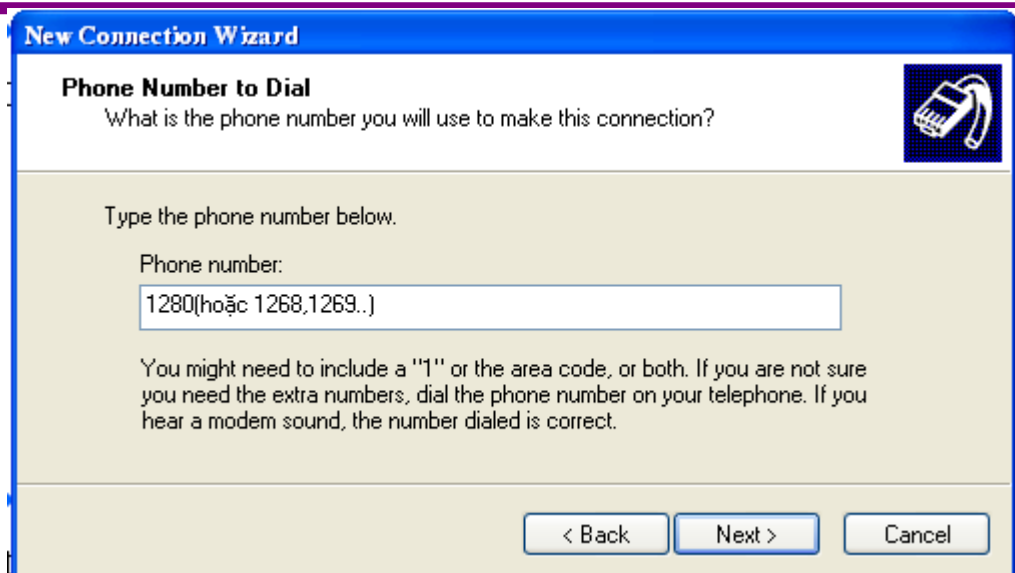 New Connection Wizard
Phone Number to Dial
What is the phone number you will use to make this connection?
Type the phone number below.
Phone number:
1280(hoặc 1268,1269..)
You might need to include a "1" or the area code, or both. If you are not sure
you need the extra numbers, dial the phone number on your telephone. If you
hear a modem sound, the number dialed is correct.
< Back
Next >
Cancel